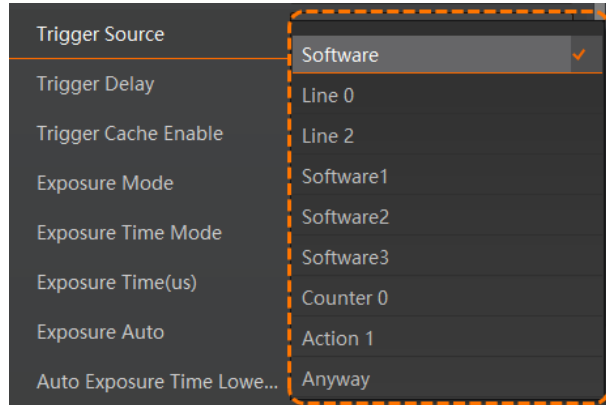 Trigger Source
Software
Trigger Delay
Line 0
Trigger Cache Enable
Line 2
Exposure Mode
Software1
Exposure Time Mode
Software2
Software3
Exposure Time(us)
Counter 0
Exposure Auto
Action 1
Auto Exposure Time Lowe...
Anyway